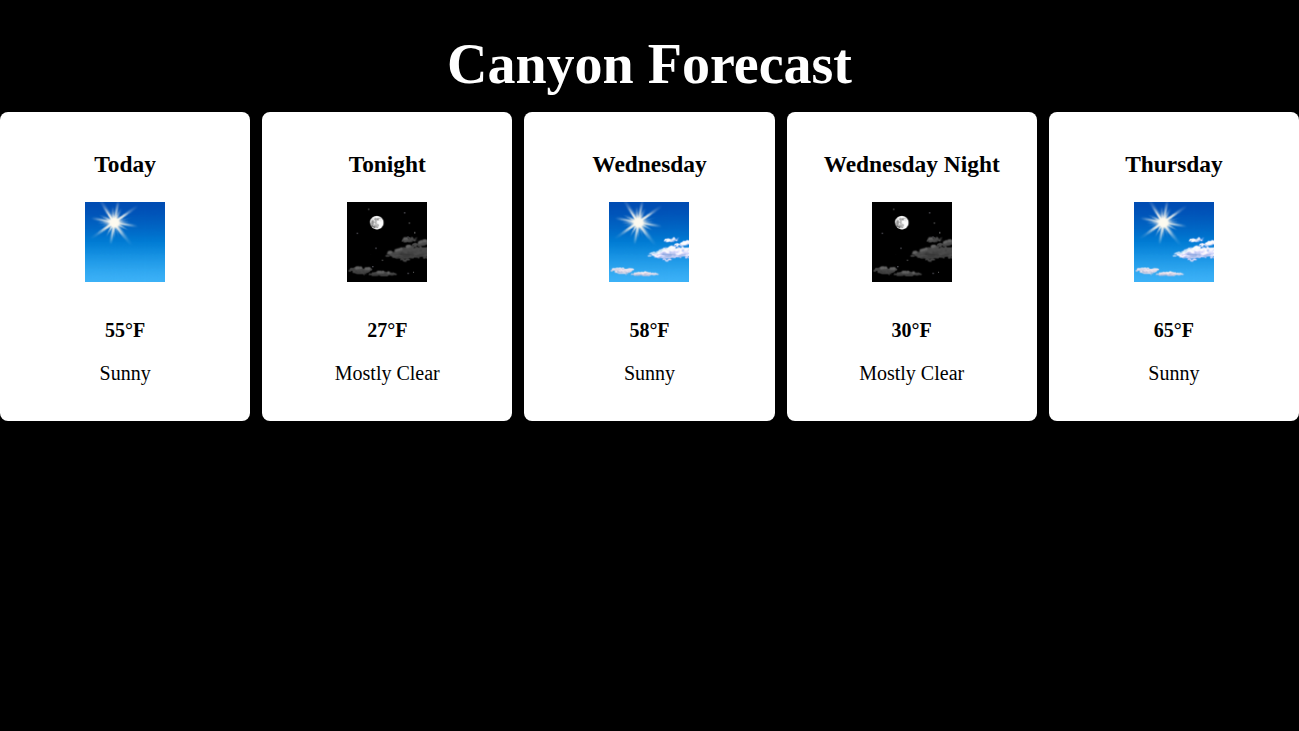 Canyon Forecast
Today
55°F
Sunny
Tonight
27°F
Mostly Clear
Wednesday
58°F
Sunny
Wednesday Night
30°F
Mostly Clear
Thursday
65°F
Sunny